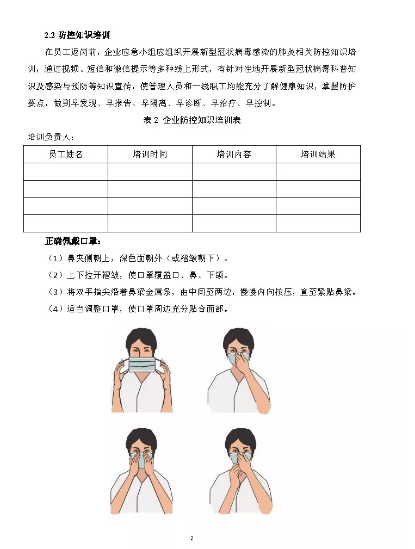 2.2 防控知识培训
在员工返岗前，企业应急小组应组织开展新型冠状病毒感染的肺炎相关防控知识培
训，通过视频、短信和微信提示等多种线上形式，有针对性地开展新型冠状病毒科普知
识及感染与预防等知识宣传，使管理人员和一线职工均能充分了解健康知识，掌握防护
要点，做到早发现、早报告、早隔离、早诊断、早治疗、早控制。
表 2 企业防控知识培训表
培训负责人：
员工姓名 培训时间 培训内容 培训结果
正确佩戴口罩：
（1）鼻夹侧朝上，深色面朝外（或褶皱朝下）。
（2）上下拉开褶皱，使口罩覆盖口、鼻、下颌。
（3）将双手指尖沿着鼻梁金属条，由中间至两边，慢慢向内按压，直至紧贴鼻梁。
（4）适当调整口罩，使口罩周边充分贴合面部。
2